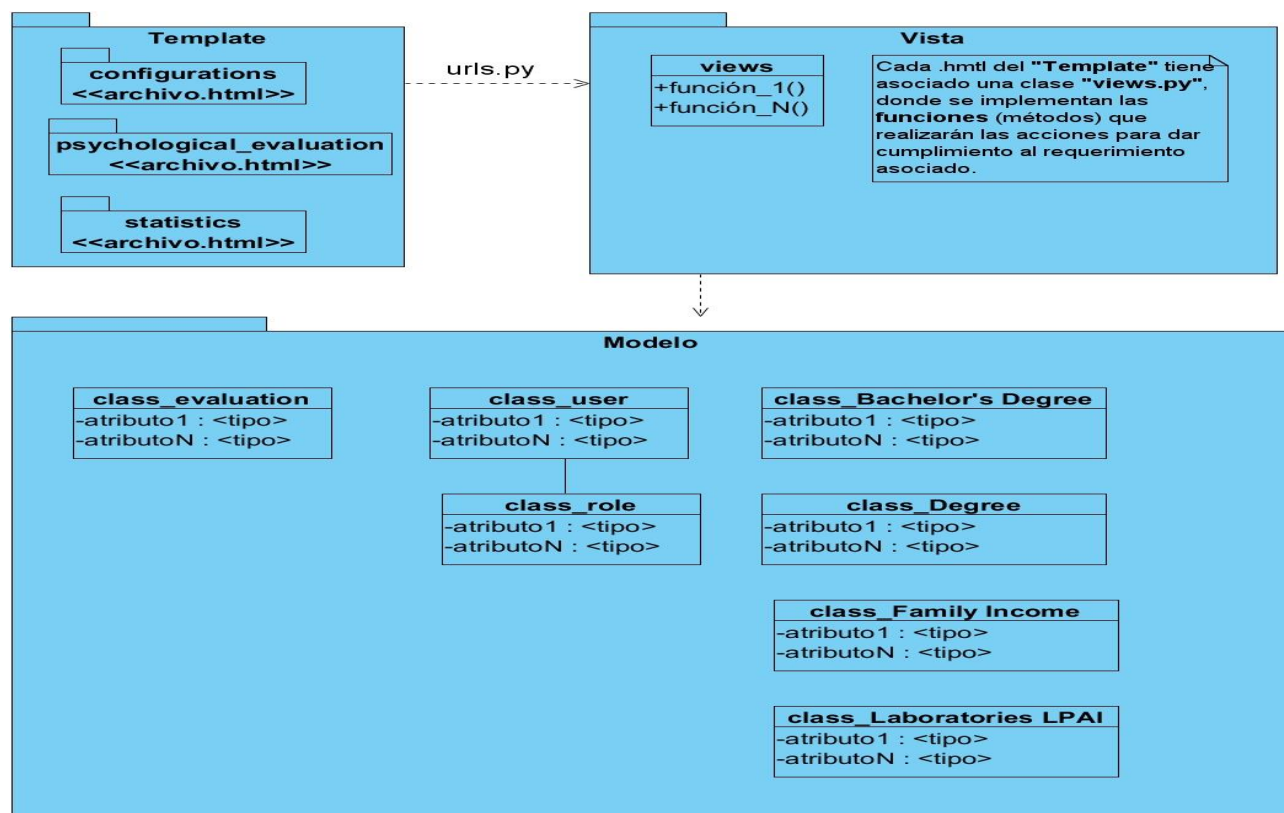 Template
configurations
<<archivo.html>>
psychological_evaluation
<<archivo.html>>
statistics
<<archivo.html>>
urls.py
Vista
views
+función_1()
+función_N()
Cada .hmtl del "Template" tiene
asociado una clase "views.py",
donde se implementan las
funciones (métodos) que
realizarán las acciones para dar
cumplimiento al requerimiento
asociado.
Modelo
class_evaluation
-atributo1 : <tipo>
-atributoN : <tipo>
class_user
-atributo1 : <tipo>
-atributoN : <tipo>
class_role
-atributo1 : <tipo>
-atributoN : <tipo>
class_Bachelor's Degree
-atributo1 : <tipo>
-atributoN : <tipo>
class_Degree
-atributo1 : <tipo>
-atributoN : <tipo>
class_Family Income
-atributo1 : <tipo>
-atributoN : <tipo>
class_Laboratories LPAI
-atributo1 : <tipo>
-atributoN : <tipo>